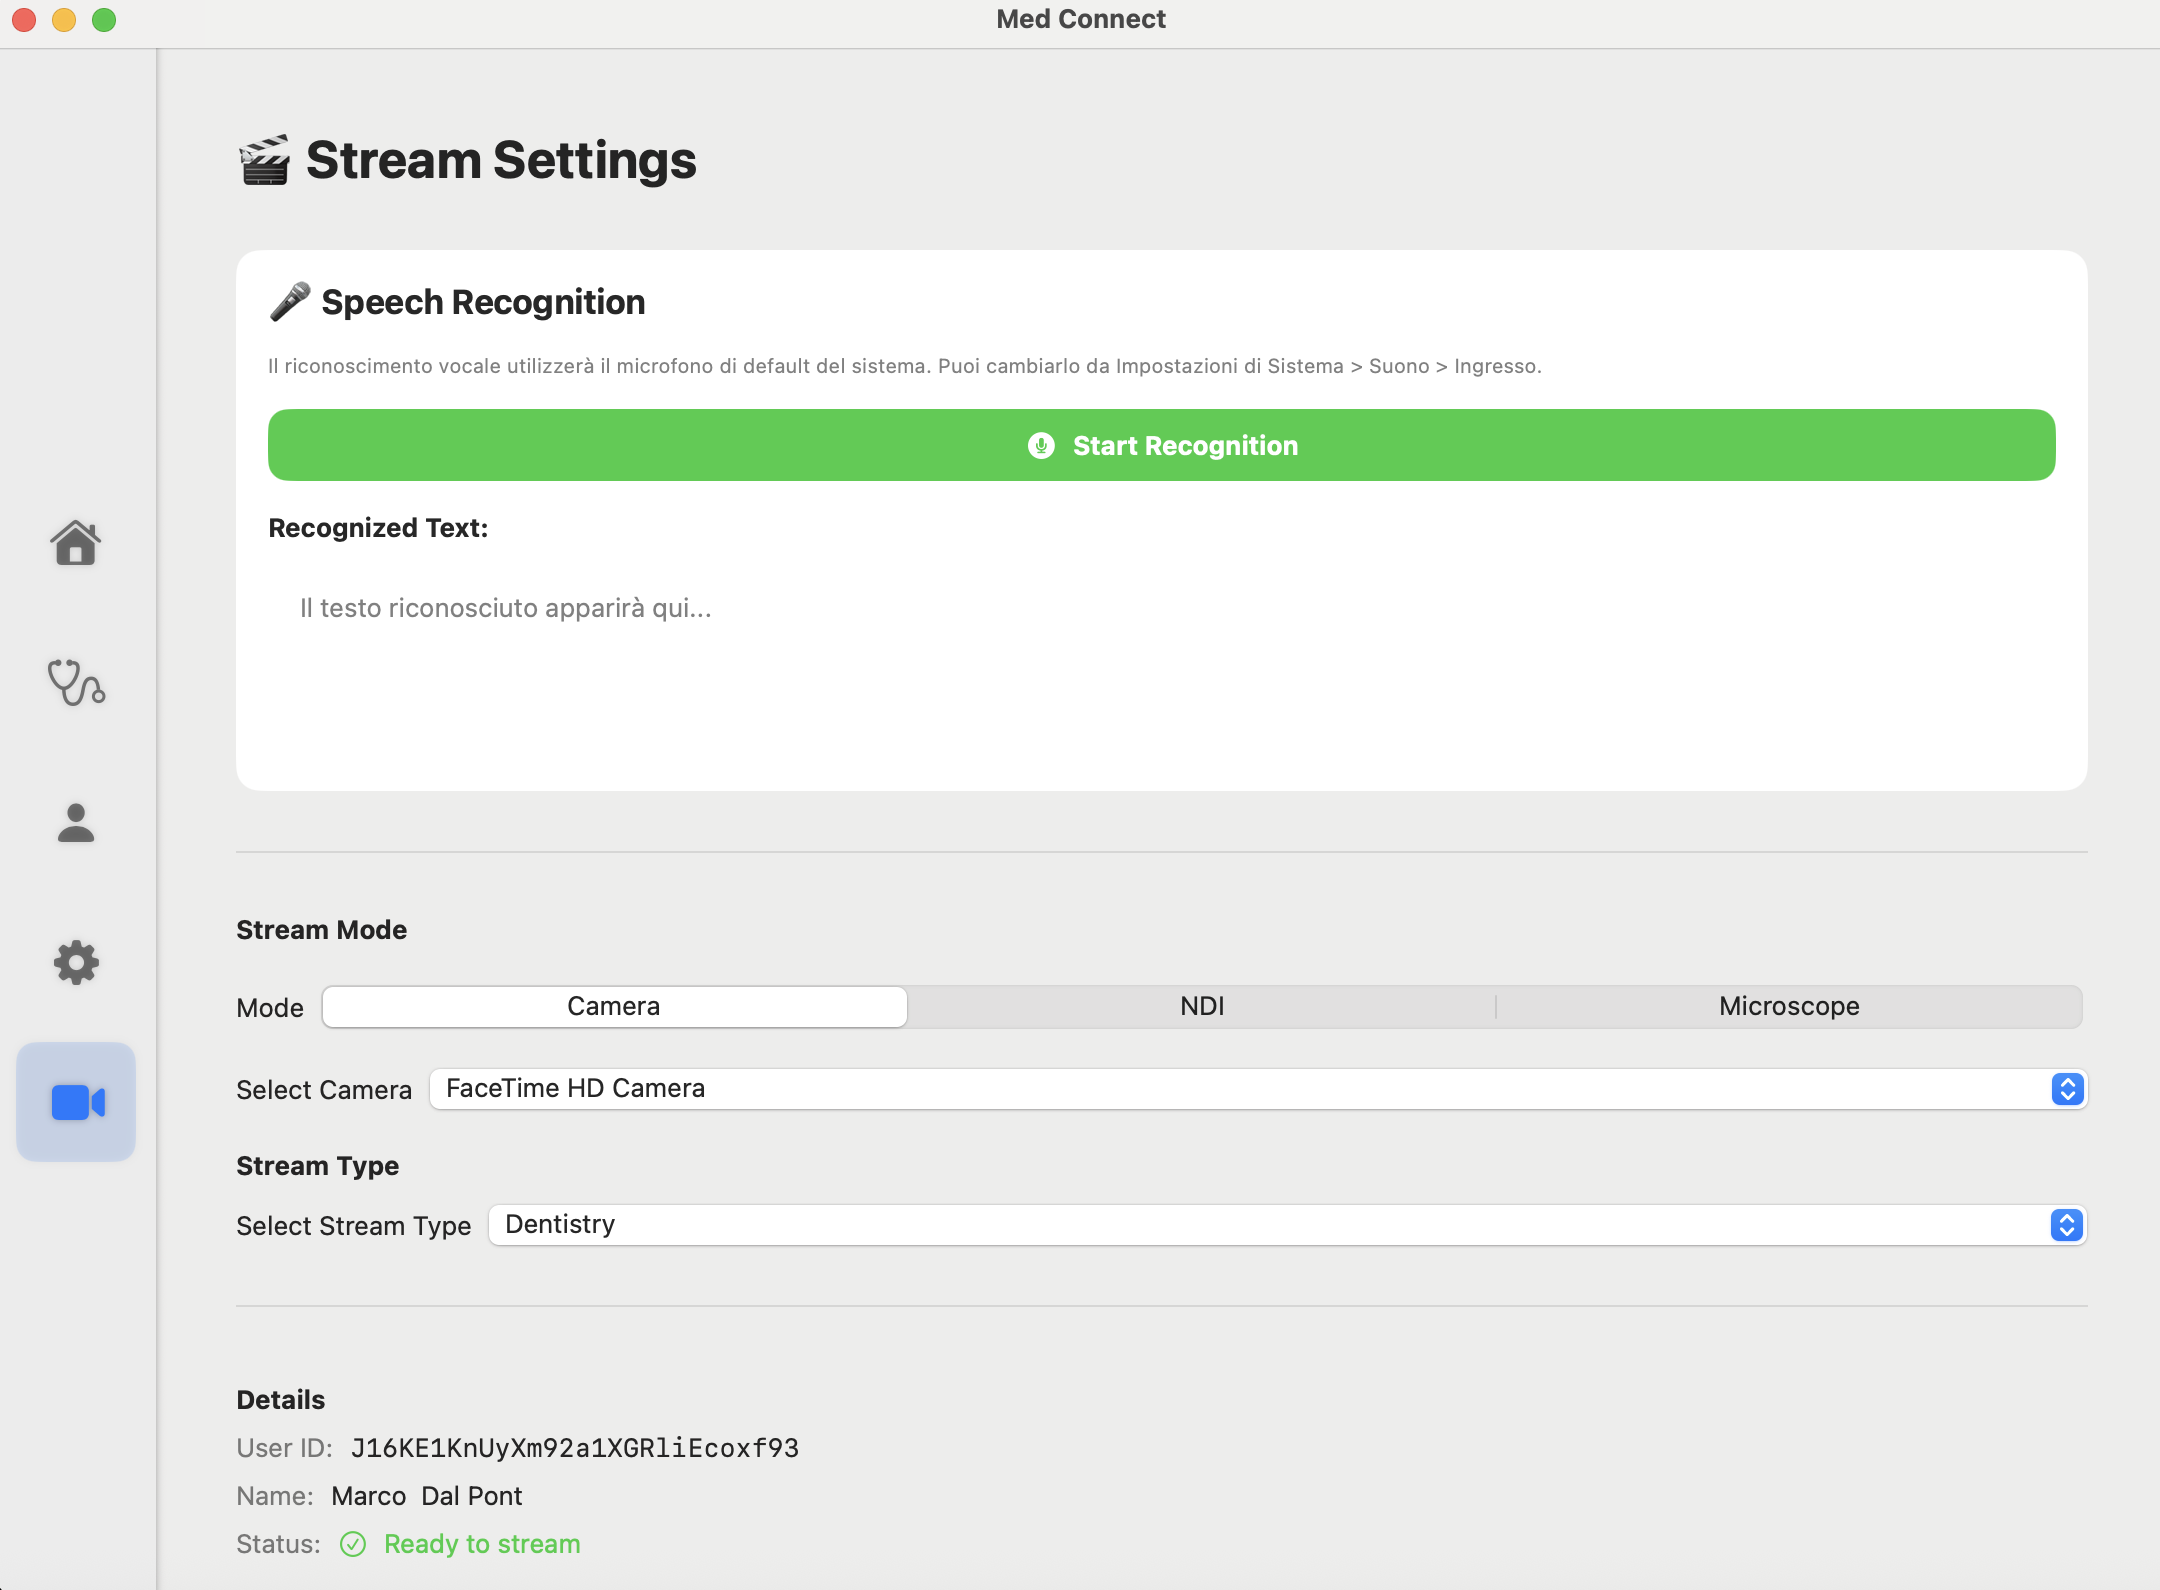 Med Connect
Stream Settings
Speech Recognition
Il riconoscimento vocale utilizzerà il microfono di default del sistema. Puoi cambiarlo da Impostazioni di Sistema > Suono > Ingresso.
Start Recognition
Recognized Text:
Il testo riconosciuto apparirà qui...
Stream Mode
Mode Camera NDI Microscope
Select Camera FaceTime HD Camera
Stream Type
Select Stream Type Dentistry
Details
User ID: J16KE1KnUyXm92a1XGRliEcoxf93
Name: Marco Dal Pont
Status: Ready to stream